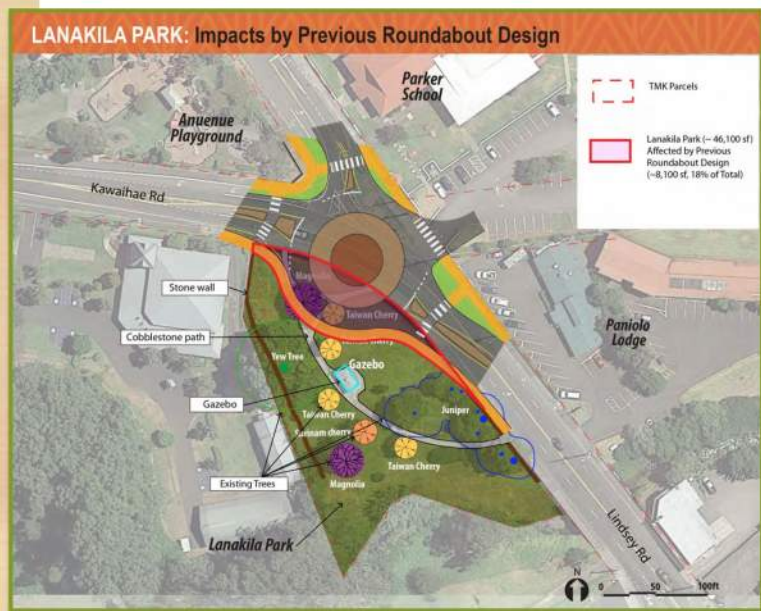 LANAKILA PARK: Impacts by Previous Roundabout Design
Parker
School
Anuenue
Playground
TMK Parcels
Lanakila Park (~ 46,100 sf)
Affected by Previous
Roundabout Design
(~8,100 sf, 18% of Total)
Kawaihae Rd
Stone wall
Magnolia
Taiwan Cherry
Cobblestone path
Cherry
Yew Tree
Gazebo
Paniolo
Lodge
Gazebo
Taiwan Cherry
Juniper
Surinam cherry
Existing Trees
Taiwan Cherry
Magnolia
Lanakila Park
Lindsey Rd
N
0 50 100ft